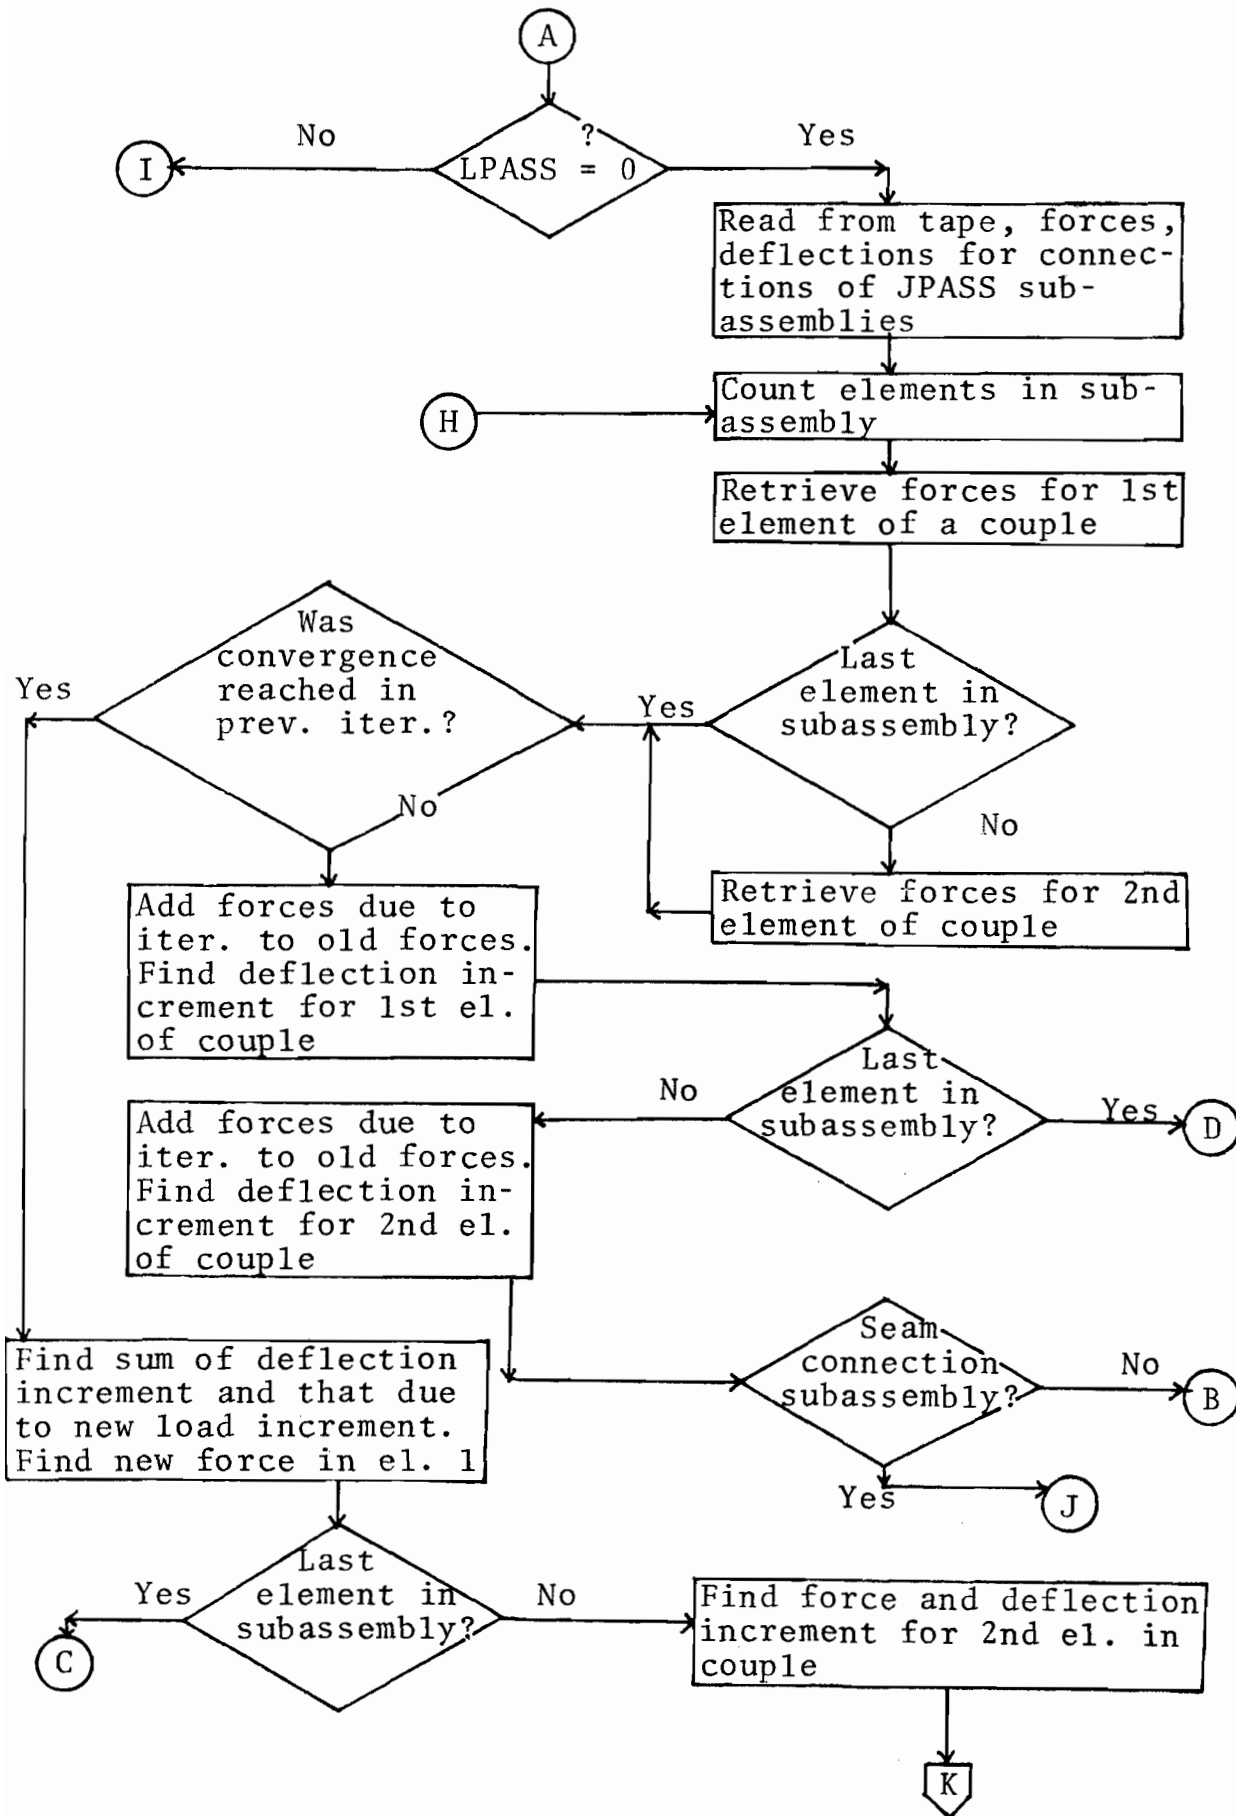 A
No
?
Yes
I
LPASS = 0
Read from tape, forces,
deflections for connec-
tions of JPASS sub-
assemblies
H
Count elements in sub-
assembly
Retrieve forces for 1st
element of a couple
Was
convergence
reached in
prev. iter.?
Yes
No
Last
element in
subassembly?
Yes
No
Retrieve forces for 2nd
element of couple
Add forces due to
iter. to old forces.
Find deflection in-
crement for 1st el.
of couple
Last
element in
subassembly?
No
Yes
D
Add forces due to
iter. to old forces.
Find deflection in-
crement for 2nd el.
of couple
Seam
connection
subassembly?
No
B
Yes
J
Find sum of deflection
increment and that due
to new load increment.
Find new force in el. 1
Last
element in
subassembly?
Yes
No
C
Find force and deflection
increment for 2nd el. in
couple
K